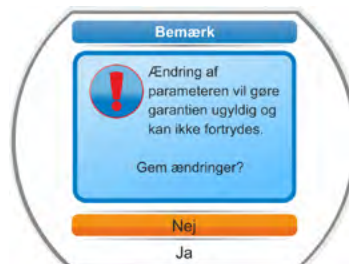 Bemærk
Ændring af
parameteren vil gøre
garantien ugyldig og
kan ikke fortrydes.
Gem ændringer?
Nej
Ja